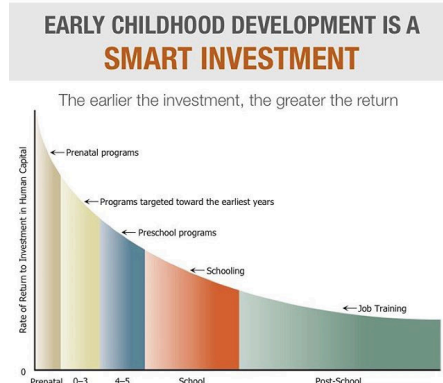 EARLY CHILDHOOD DEVELOPMENT IS A
SMART INVESTMENT
The earlier the investment, the greater the return
Rate of Return to Investment in Human Capital
Prenatal programs
Programs targeted toward the earliest years
Preschool programs
Schooling
Job Training
0
Prenatal 0–3 4–5 School Post-School